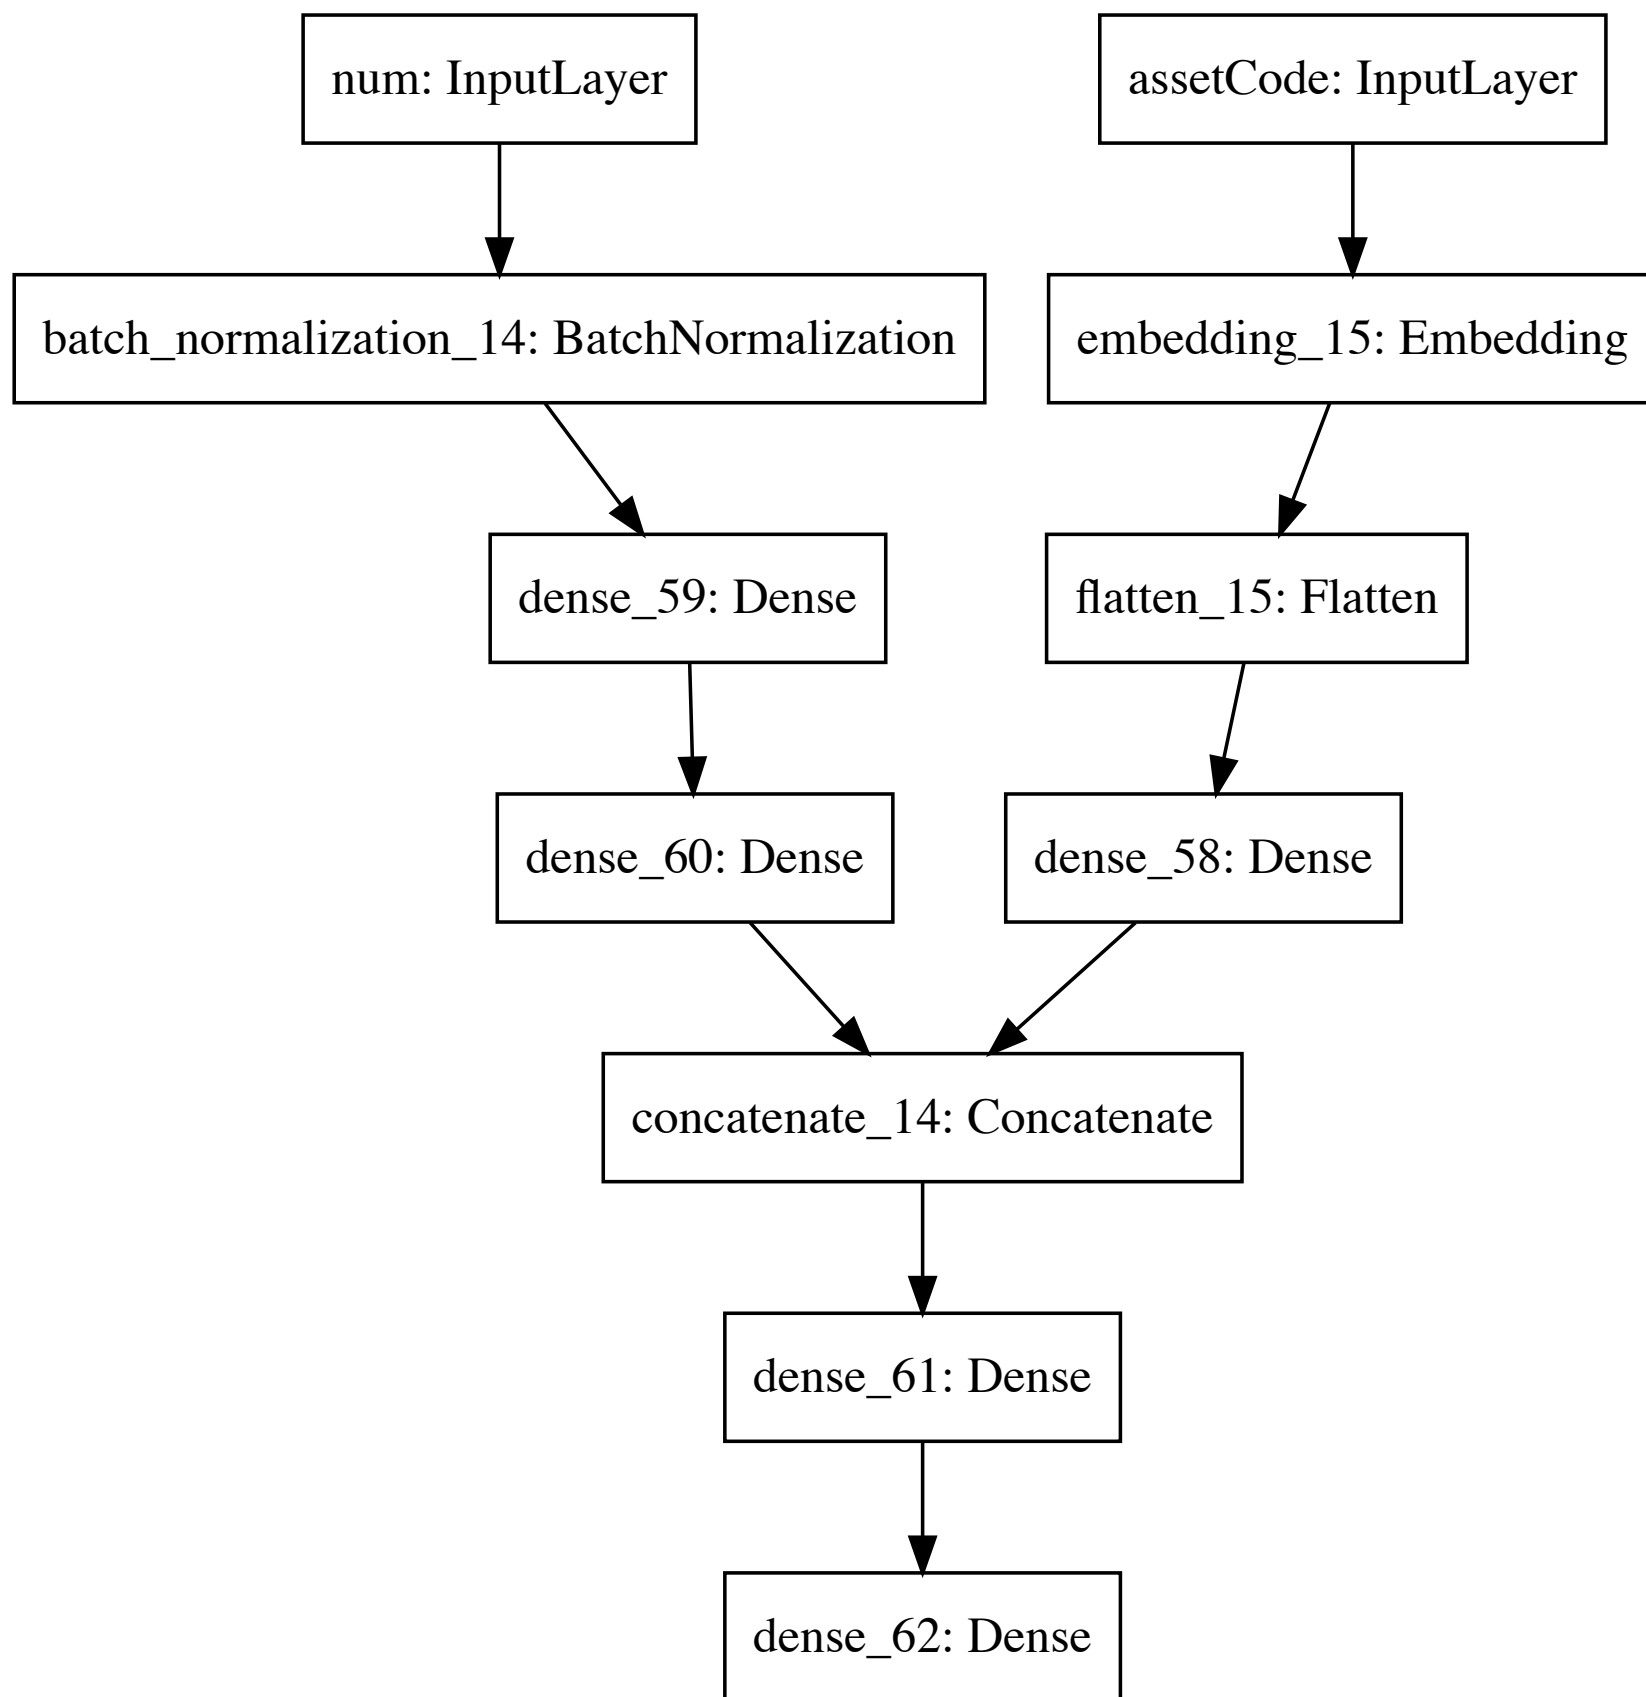 num: InputLayer
assetCode: InputLayer
batch_normalization_14: BatchNormalization
embedding_15: Embedding
dense_59: Dense
flatten_15: Flatten
dense_60: Dense
dense_58: Dense
concatenate_14: Concatenate
dense_61: Dense
dense_62: Dense